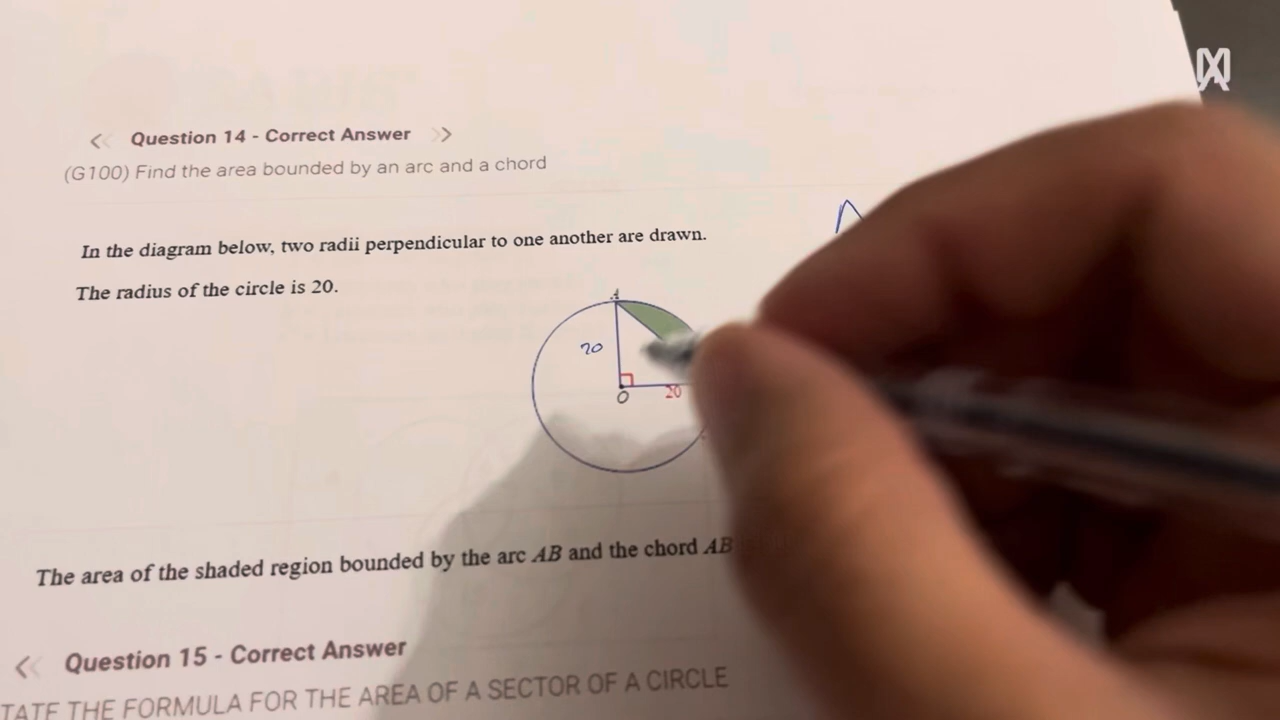 Question 14 - Correct Answer
(G100) Find the area bounded by an arc and a chord
In the diagram below, two radii perpendicular to one another are drawn.
The radius of the circle is 20.
A
20
O
20
The area of the shaded region bounded by the arc AB and the chord AB
Question 15 - Correct Answer
TATE THE FORMULA FOR THE AREA OF A SECTOR OF A CIRCLE